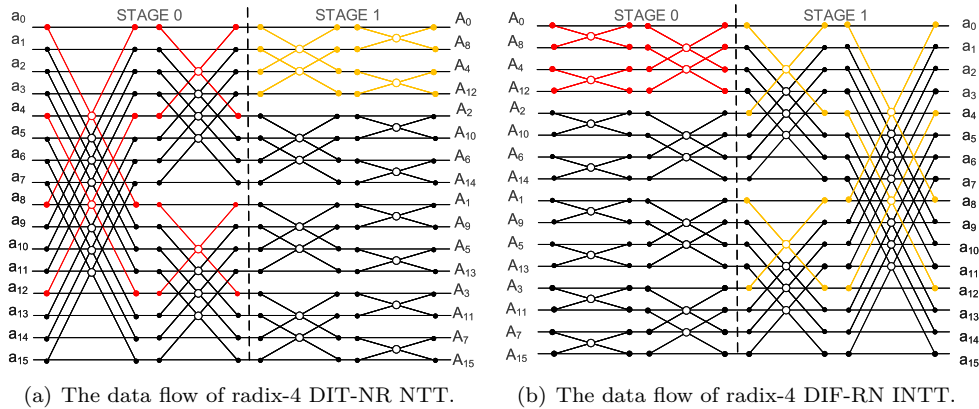 STAGE 0 STAGE 1
a0 A0
a1 A8
a2 A4
a3 A12
a4 A2
a5 A10
a6 A6
a7 A14
a8 A1
a9 A9
a10 A5
a11 A13
a12 A3
a13 A11
a14 A7
a15 A15
(a) The data flow of radix-4 DIT-NR NTT.
STAGE 0 STAGE 1
A0 a0
A8 a1
A4 a2
A12 a3
A2 a4
A10 a5
A6 a6
A14 a7
A1 a8
A9 a9
A5 a10
A13 a11
A3 a12
A11 a13
A7 a14
A15 a15
(b) The data flow of radix-4 DIF-RN INTT.